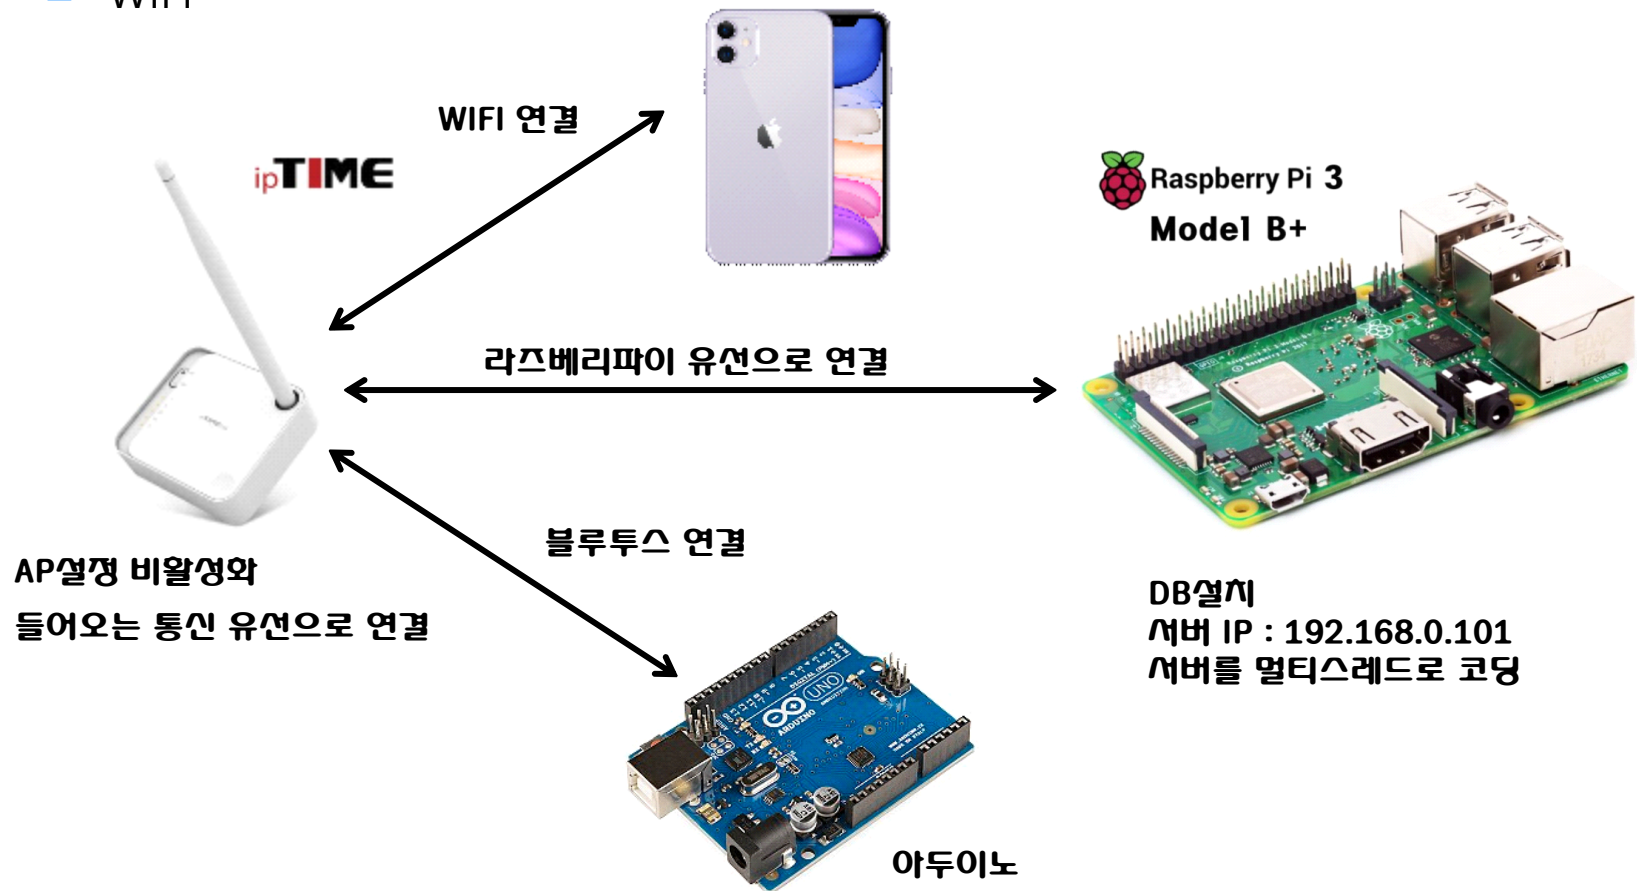 WIFI
WIFI 연결
ipTIME
Raspberry Pi 3
Model B+
라즈베리파이 유선으로 연결
블루투스 연결
AP설정 비활성화
들어오는 통신 유선으로 연결
DB설치
서버 IP : 192.168.0.101
서버를 멀티스레드로 코딩
UNO
ARDUINO
아두이노